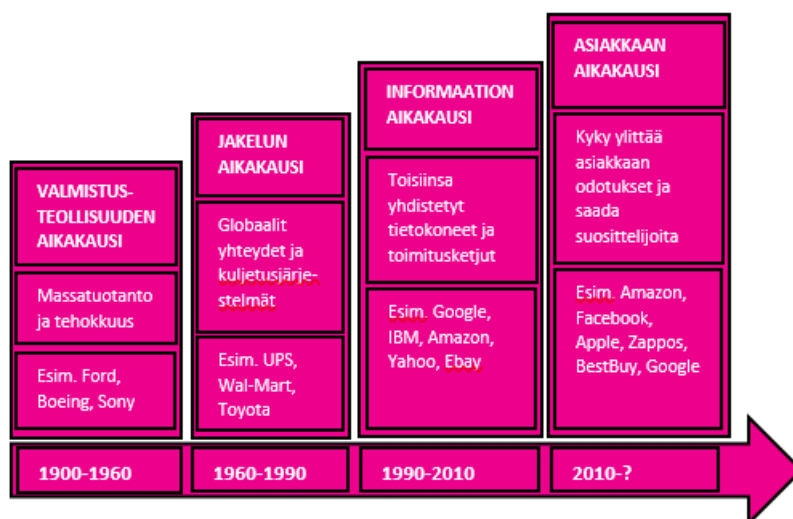 VALMISTUS-
TEOLLISUUDEN
AIKAKAUSI
Massatuotanto
ja tehokkuus
Esim. Ford,
Boeing, Sony
JAKELUN
AIKAKAUSI
Globaalit
yhteydet ja
kuljetusjärje-
stelmät
Esim. UPS,
Wal-Mart,
Toyota
INFORMAATION
AIKAKAUSI
Toisiinsa
yhdistetyt
tietokoneet ja
toimitusketjut
Esim. Google,
IBM, Amazon,
Yahoo, Ebay
ASIAKKAAN
AIKAKAUSI
Kyky ylittää
asiakkaan
odotukset ja
saada
suosittelijoita
Esim. Amazon,
Facebook,
Apple, Zappos,
BestBuy, Google
1900-1960
1960-1990
1990-2010
2010-?